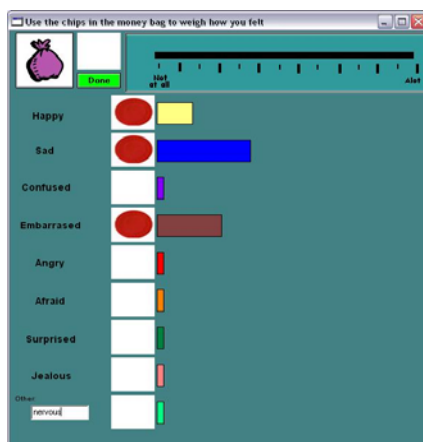 Use the chips in the money bag to weigh how you felt
Done
Not
at all
Alot
Happy
Sad
Confused
Embarrased
Angry
Afraid
Surprised
Jealous
Other:
nervous